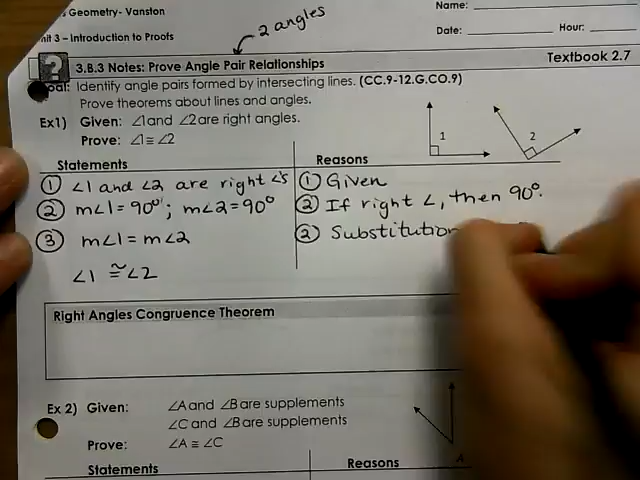 Geometry- Vanston
Name:
2 angles
nit 3 – Introduction to Proofs
Date: Hour:
? 3.B.3 Notes: Prove Angle Pair Relationships
Textbook 2.7
oal: Identify angle pairs formed by intersecting lines. (CC.9-12.G.CO.9)
Prove theorems about lines and angles.
Ex1) Given: ∠1and ∠2are right angles.
Prove: ∠1≅∠2
1
2
Statements
Reasons
① ∠1 and ∠2 are right ∠'s
① Given
② m∠1=90°; m∠2=90°
② If right ∠, then 90°.
③ m∠1=m∠2
② Substitution
∠1 ≅ ∠2
Right Angles Congruence Theorem
Ex 2) Given: ∠A and ∠B are supplements
∠C and ∠B are supplements
Prove: ∠A ≅ ∠C
A
Statements
Reasons